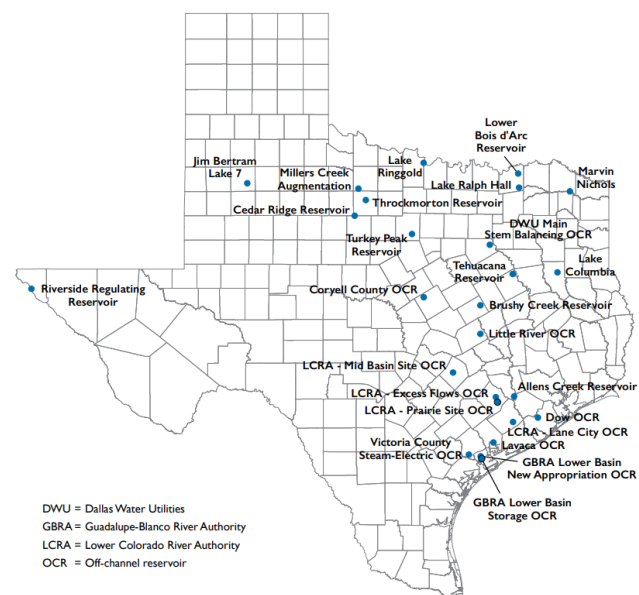 Lower
Bois d'Arc
Reservoir
Jim Bertram
Lake 7
Millers Creek
Augmentation
Lake
Ringgold
Marvin
Nichols
Lake Ralph Hall
Throckmorton Reservoir
Cedar Ridge Reservoir
DWU Main
Stem Balancing OCR
Turkey Peak
Reservoir
Lake
Columbia
Tehuacana
Reservoir
Riverside Regulating
Reservoir
Coryell County OCR
Brushy Creek Reservoir
Little River OCR
LCRA - Mid Basin Site OCR
LCRA - Excess Flows OCR
Allens Creek Reservoir
LCRA - Prairie Site OCR
Dow OCR
LCRA - Lane City OCR
Victoria County
Steam-Electric OCR
Lavaca OCR
GBRA Lower Basin
New Appropriation OCR
GBRA Lower Basin
Storage OCR
DWU = Dallas Water Utilities
GBRA = Guadalupe-Blanco River Authority
LCRA = Lower Colorado River Authority
OCR = Off-channel reservoir